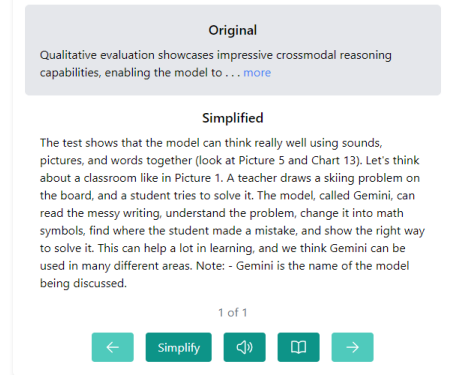 Original
Qualitative evaluation showcases impressive crossmodal reasoning
capabilities, enabling the model to . . . more
Simplified
The test shows that the model can think really well using sounds,
pictures, and words together (look at Picture 5 and Chart 13). Let's think
about a classroom like in Picture 1. A teacher draws a skiing problem on
the board, and a student tries to solve it. The model, called Gemini, can
read the messy writing, understand the problem, change it into math
symbols, find where the student made a mistake, and show the right way
to solve it. This can help a lot in learning, and we think Gemini can be
used in many different areas. Note: - Gemini is the name of the model
being discussed.
1 of 1
Simplify